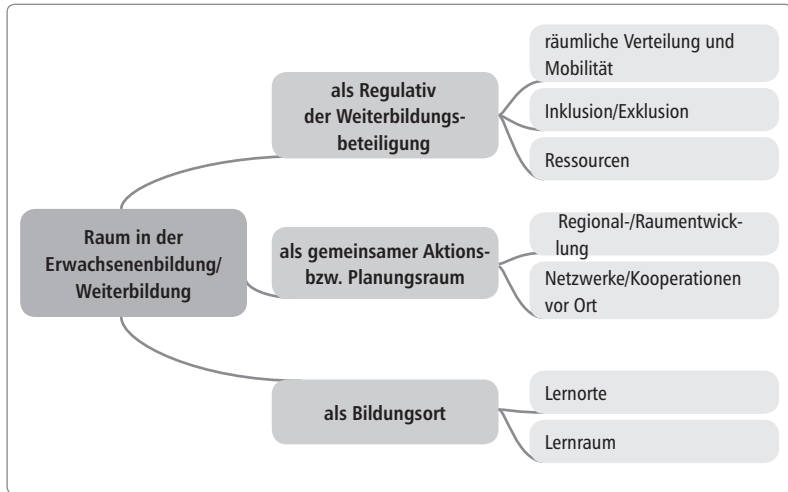 räumliche Verteilung und
Mobilität
als Regulativ
der Weiterbildungs-
beteiligung
Inklusion/Exklusion
Ressourcen
Raum in der
Erwachsenenbildung/
Weiterbildung
als gemeinsamer Aktions-
bzw. Planungsraum
Regional-/Raumentwick-
lung
Netzwerke/Kooperationen
vor Ort
als Bildungsort
Lernorte
Lernraum